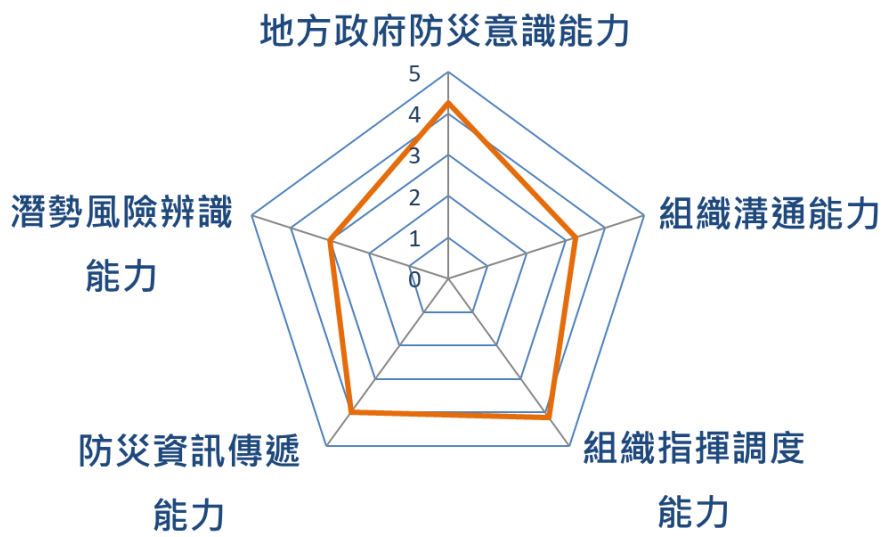 地方政府防災意識能力
5
4
3
2
1
0
組織溝通能力
組織指揮調度
能力
防災資訊傳遞
能力
潛勢風險辨識
能力